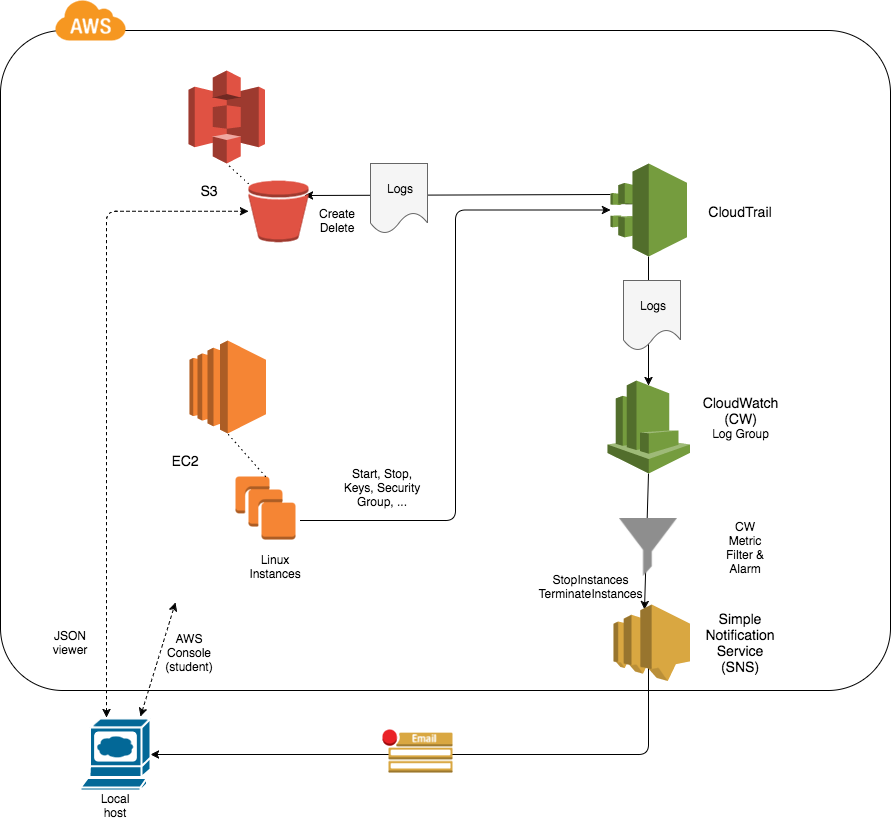 AWS
S3
Logs
Create
Delete
CloudTrail
Logs
CloudWatch
(CW)
Log Group
EC2
Start, Stop,
Keys, Security
Group, ...
Linux
Instances
CW
Metric
Filter &
Alarm
StopInstances
TerminateInstances
Simple
Notification
Service
(SNS)
JSON
viewer
AWS
Console
(student)
Email
Local
host